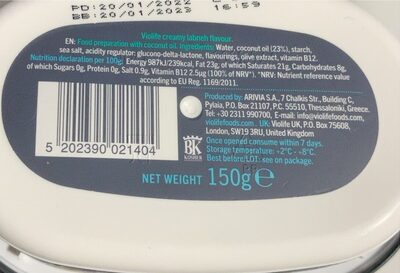 PD:20/01/2022
BB:20/01/2023
15:59
Violife creamy labneh flavour.
EN: Food preparation with coconut oil. Ingredients: Water, coconut oil (23%), starch,
sea salt, acidity regulator: glucono-delta-lactone, flavourings, olive extract, vitamin B12.
Nutrition declaration per 100g: Energy 987kJ/239kcal, Fat 23g, of which Saturates 21g, Carbohydrates 8g,
of which Sugars 0g, Protein 0g, Salt 0.9g, Vitamin B12 2.5µg (100% of NRV*). *NRV: Nutrient reference value
according to EU Reg. 1169/2011.
Produced by: ARIVIA S.A., 7 Chalkis Str., Building C,
Pylaia, P.O. Box 21107, P.C. 55510, Thessaloniki, Greece.
Tel: +30 2311 990700, E-mail: info@violifefoods.com
violifefoods.com - UK: Violife UK, P.O. Box 75608,
London, SW19 3RU, United Kingdom
Once opened consume within 7 days.
Storage temperature: +2°C - +8°C.
Best before/LOT: see on package.
5 202390 021404
BK
KOSHER
NET WEIGHT 150g e